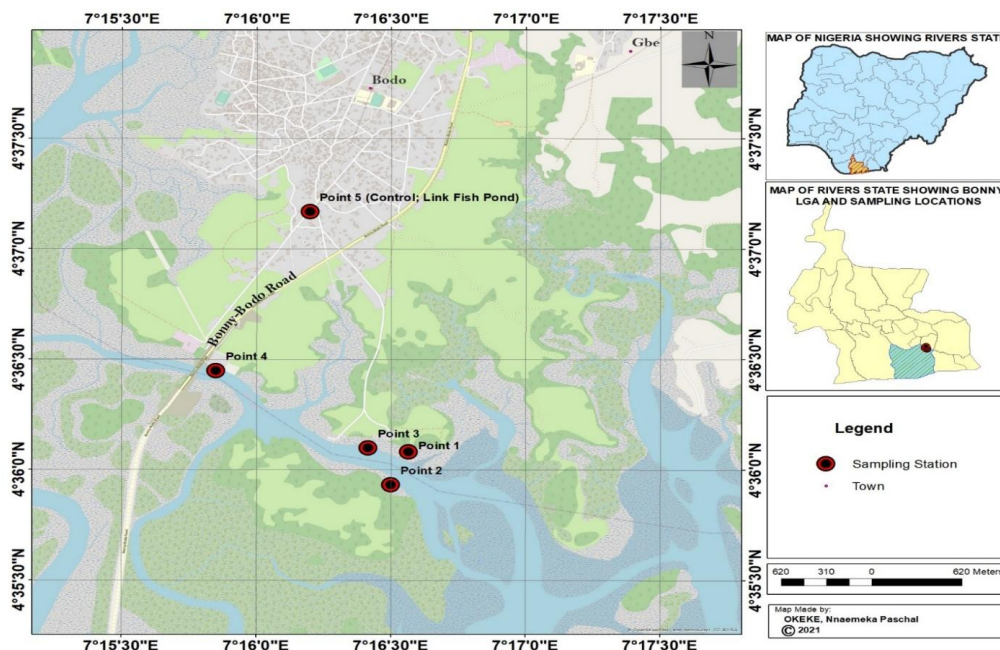 7°15'30"E 7°16'0"E 7°16'30"E 7°17'0"E 7°17'30"E
N
Gbe
Bodo
4°37'30"N 4°37'30"N
Point 5 (Control; Link Fish Pond)
4°37'0"N 4°37'0"N
Bonny-Bodo Road
4°36'30"N 4°36'30"N
Point 4
Point 3
Point 1
4°36'0"N 4°36'0"N
Point 2
4°35'30"N 4°35'30"N
7°15'30"E 7°16'0"E 7°16'30"E 7°17'0"E 7°17'30"E
MAP OF NIGERIA SHOWING RIVERS STAT
MAP OF RIVERS STATE SHOWING BONNY
LGA AND SAMPLING LOCATIONS
Legend
Sampling Station
Town
620 310 0 620 Meters
Map Made by:
OKEKE, Nnaemeka Paschal
© 2021